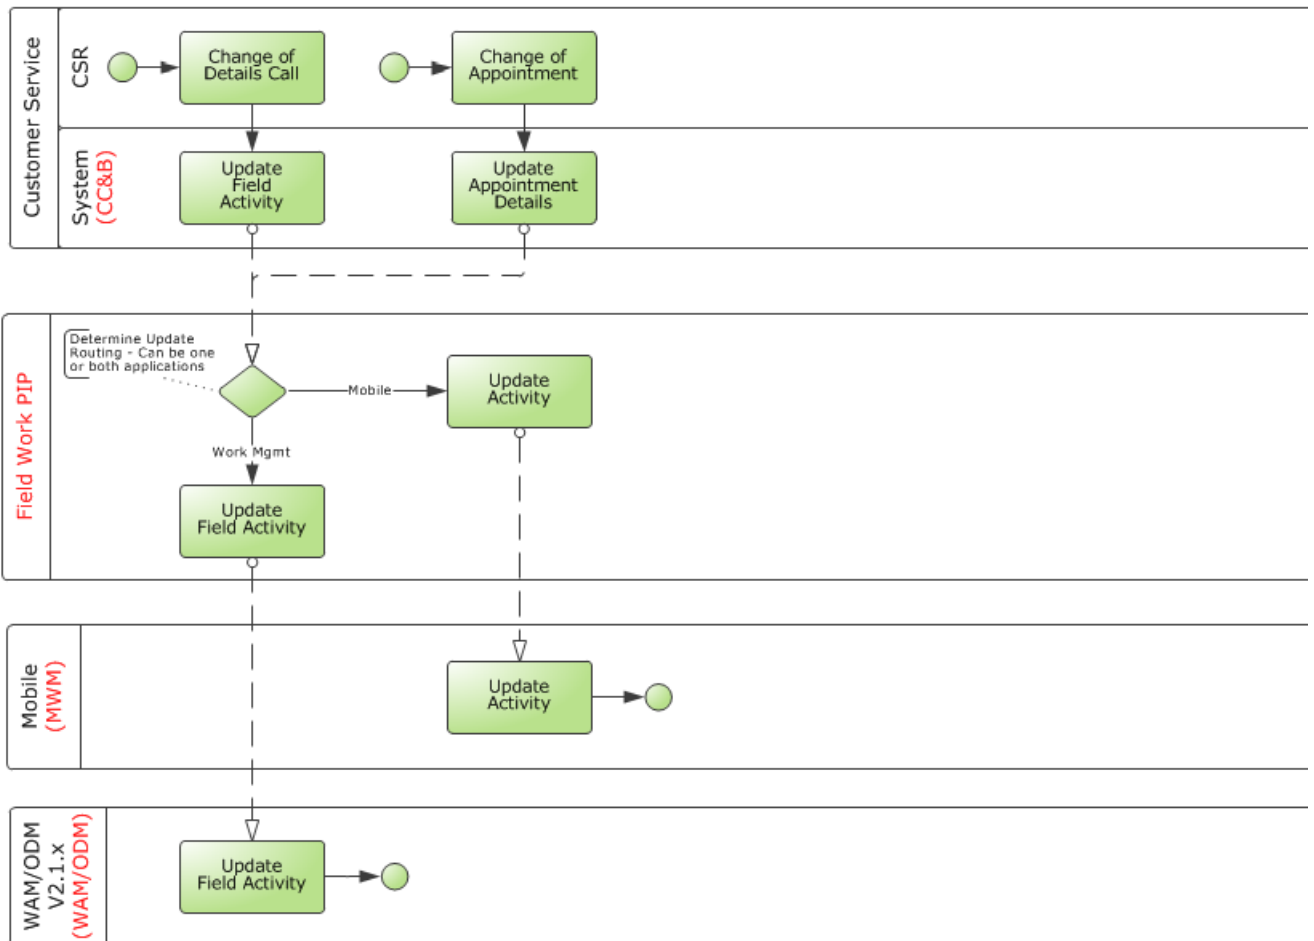 Customer Service
CSR
Change of
Details Call
Change of
Appointment
System
(CC&B)
Update
Field
Activity
Update
Appointment
Details
Field Work PIP
Determine Update
Routing - Can be one
or both applications
Mobile
Update
Activity
Work Mgmt
Update
Field Activity
Mobile
(MWM)
Update
Activity
WAM/ODM
V2.1.x
(WAM/ODM)
Update
Field Activity